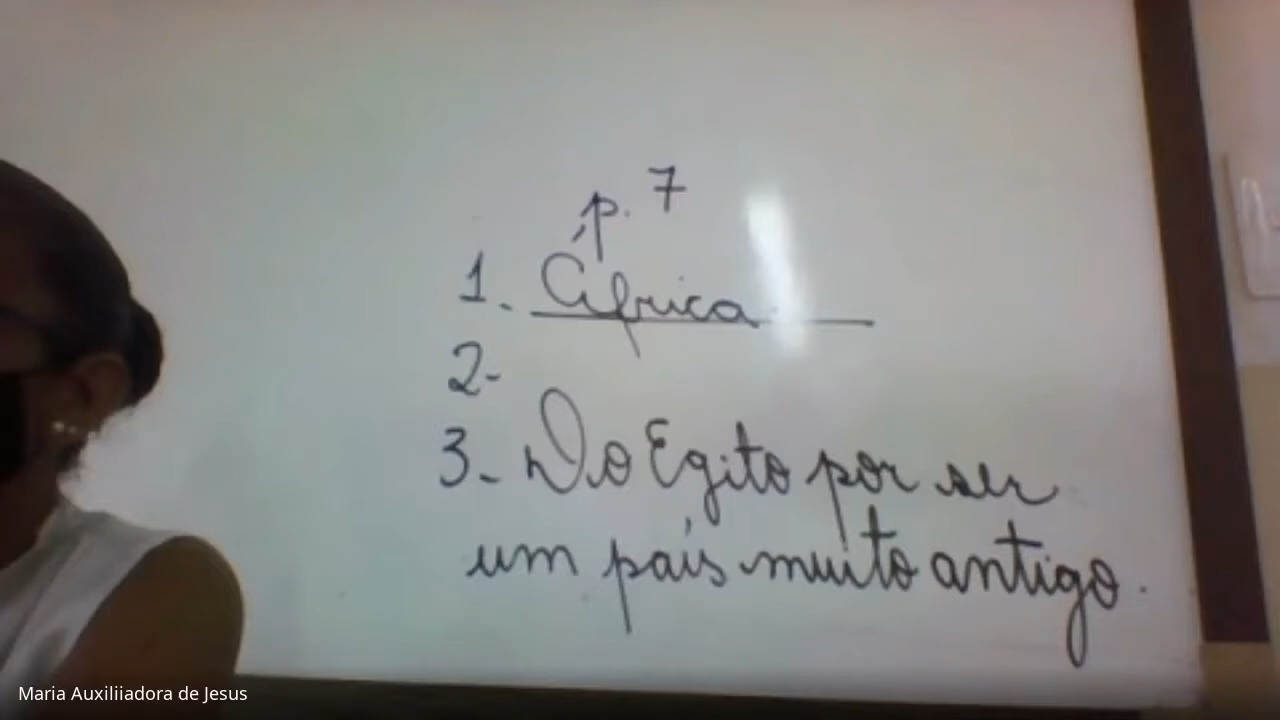 p. 7
1. África
2-
3- Do Egito por ser
um país muito antigo.
Maria Auxiliiadora de Jesus